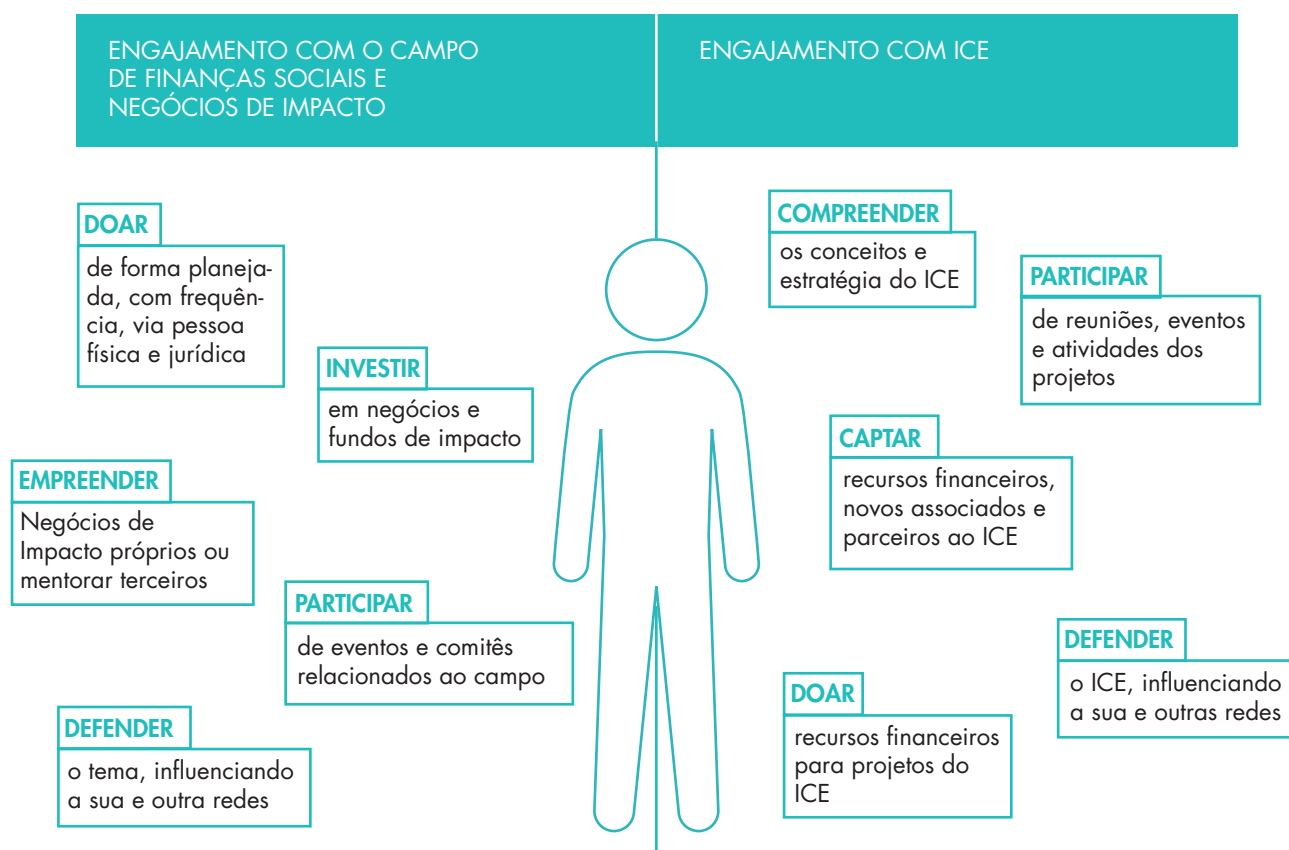 ENGAJAMENTO COM O CAMPO
DE FINANÇAS SOCIAIS E
NEGÓCIOS DE IMPACTO
DOAR
de forma planeja-
da, com frequên-
cia, via pessoa
física e jurídica
INVESTIR
em negócios e
fundos de impacto
EMPREENDER
Negócios de
Impacto próprios ou
mentorar terceiros
PARTICIPAR
de eventos e comitês
relacionados ao campo
DEFENDER
o tema, influenciando
a sua e outra redes
ENGAJAMENTO COM ICE
COMPREENDER
os conceitos e
estratégia do ICE
PARTICIPAR
de reuniões, eventos
e atividades dos
projetos
CAPTAR
recursos financeiros,
novos associados e
parceiros ao ICE
DEFENDER
o ICE, influenciando
a sua e outras redes
DOAR
recursos financeiros
para projetos do
ICE